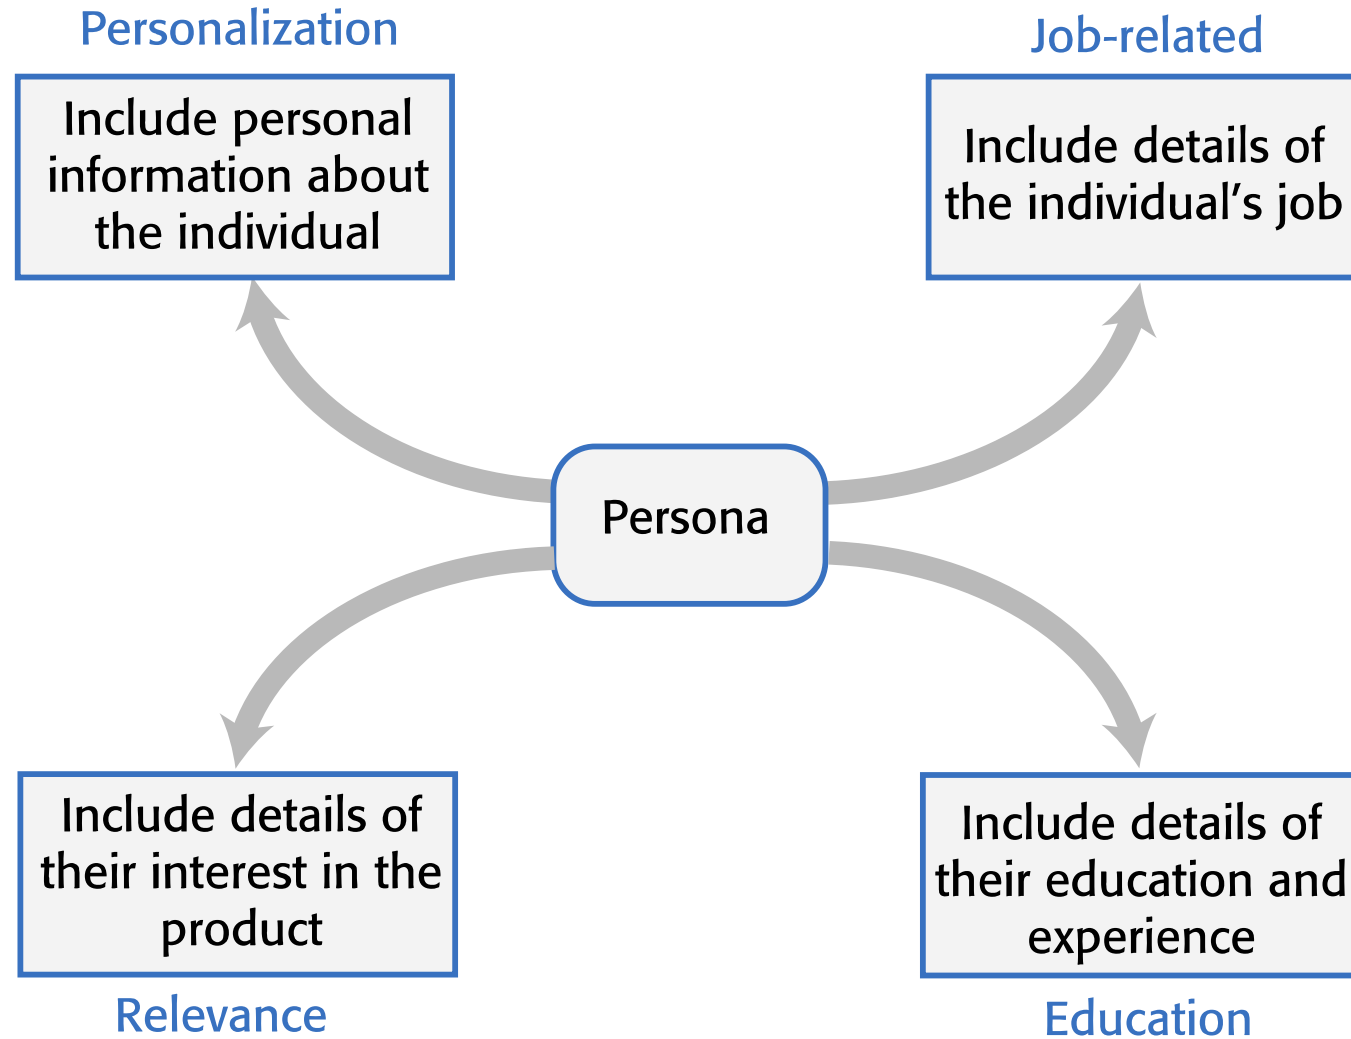 Personalization
Include personal
information about
the individual
Job-related
Include details of
the individual’s job
Persona
Include details of
their interest in the
product
Relevance
Include details of
their education and
experience
Education